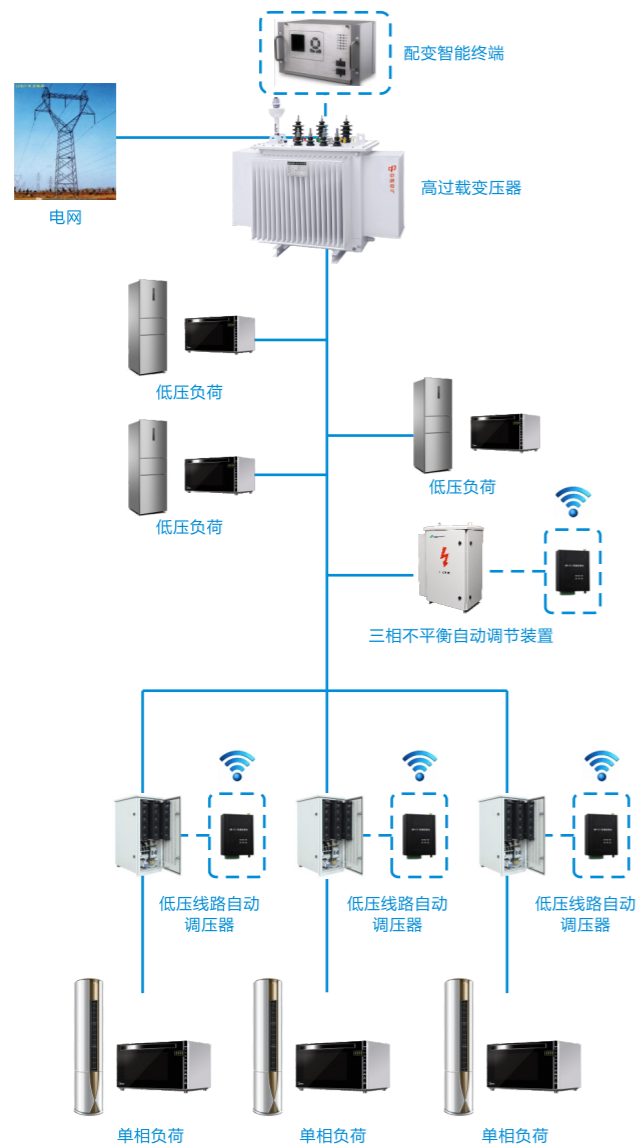 配变智能终端
电网
高过载变压器
低压负荷
低压负荷
低压负荷
三相不平衡自动调节装置
低压线路自动
调压器
低压线路自动
调压器
低压线路自动
调压器
单相负荷
单相负荷
单相负荷